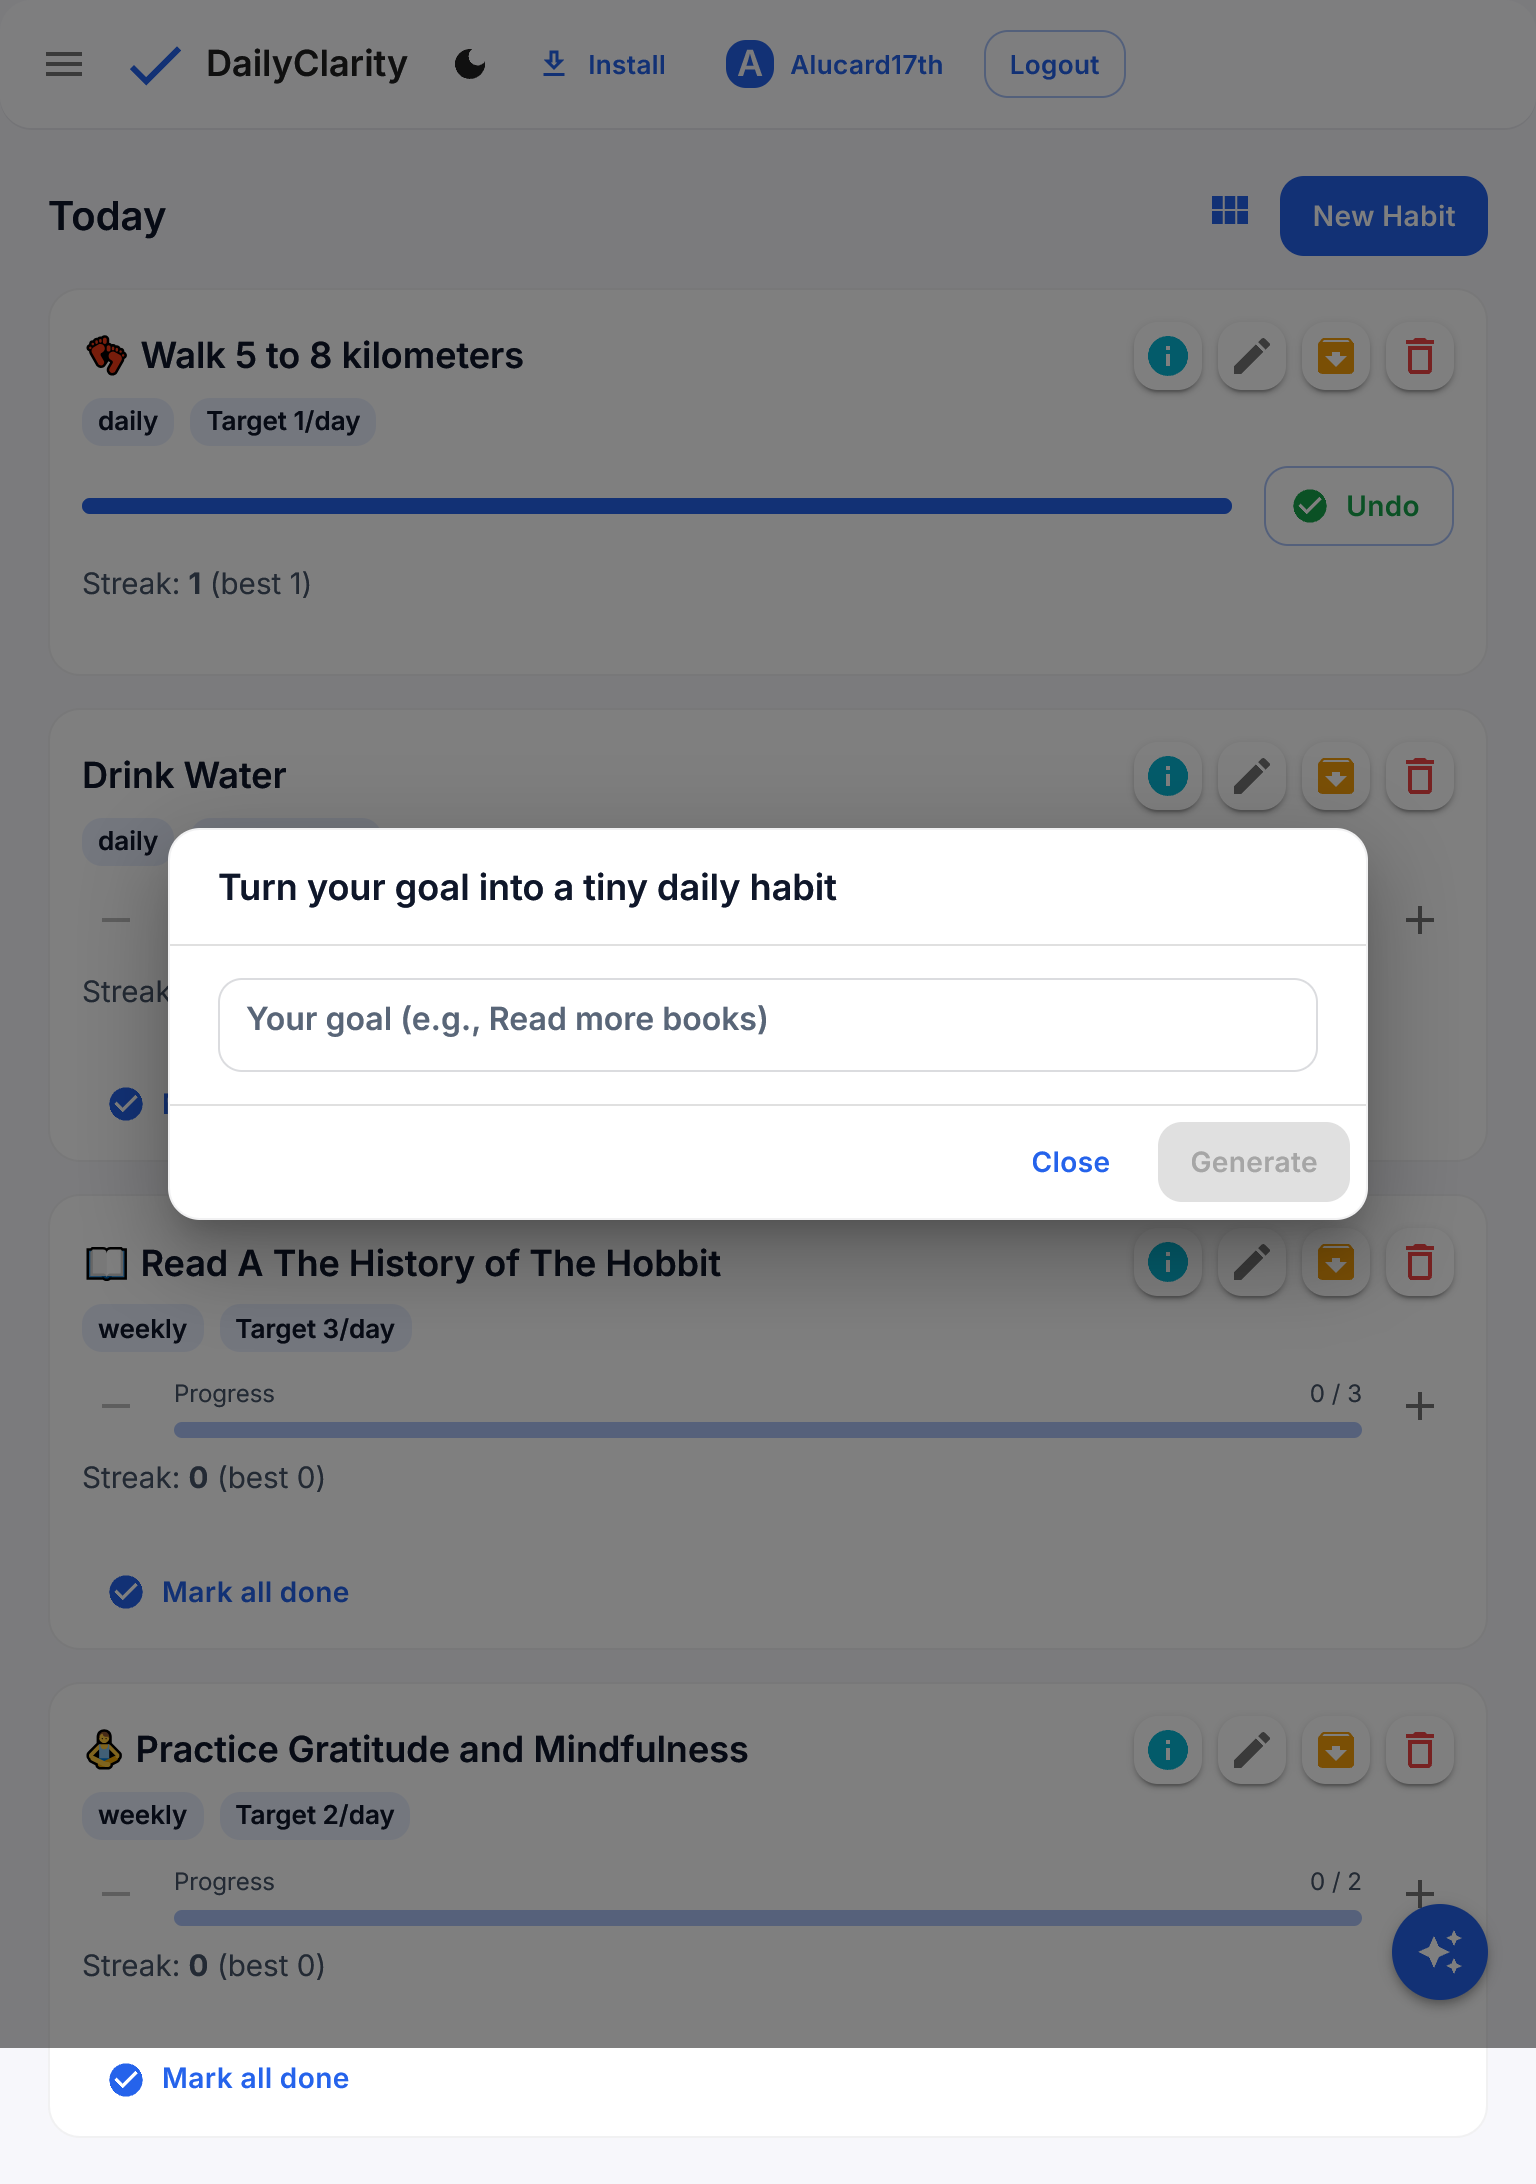 DailyClarity
Install
A Alucard17th
Logout
Today
New Habit
Walk 5 to 8 kilometers
daily
Target 1/day
Undo
Streak: 1 (best 1)
Drink Water
daily
Turn your goal into a tiny daily habit
Your goal (e.g., Read more books)
Close
Generate
Streak
Read A The History of The Hobbit
weekly
Target 3/day
Progress
0 / 3
Streak: 0 (best 0)
Mark all done
Practice Gratitude and Mindfulness
weekly
Target 2/day
Progress
0 / 2
Streak: 0 (best 0)
Mark all done